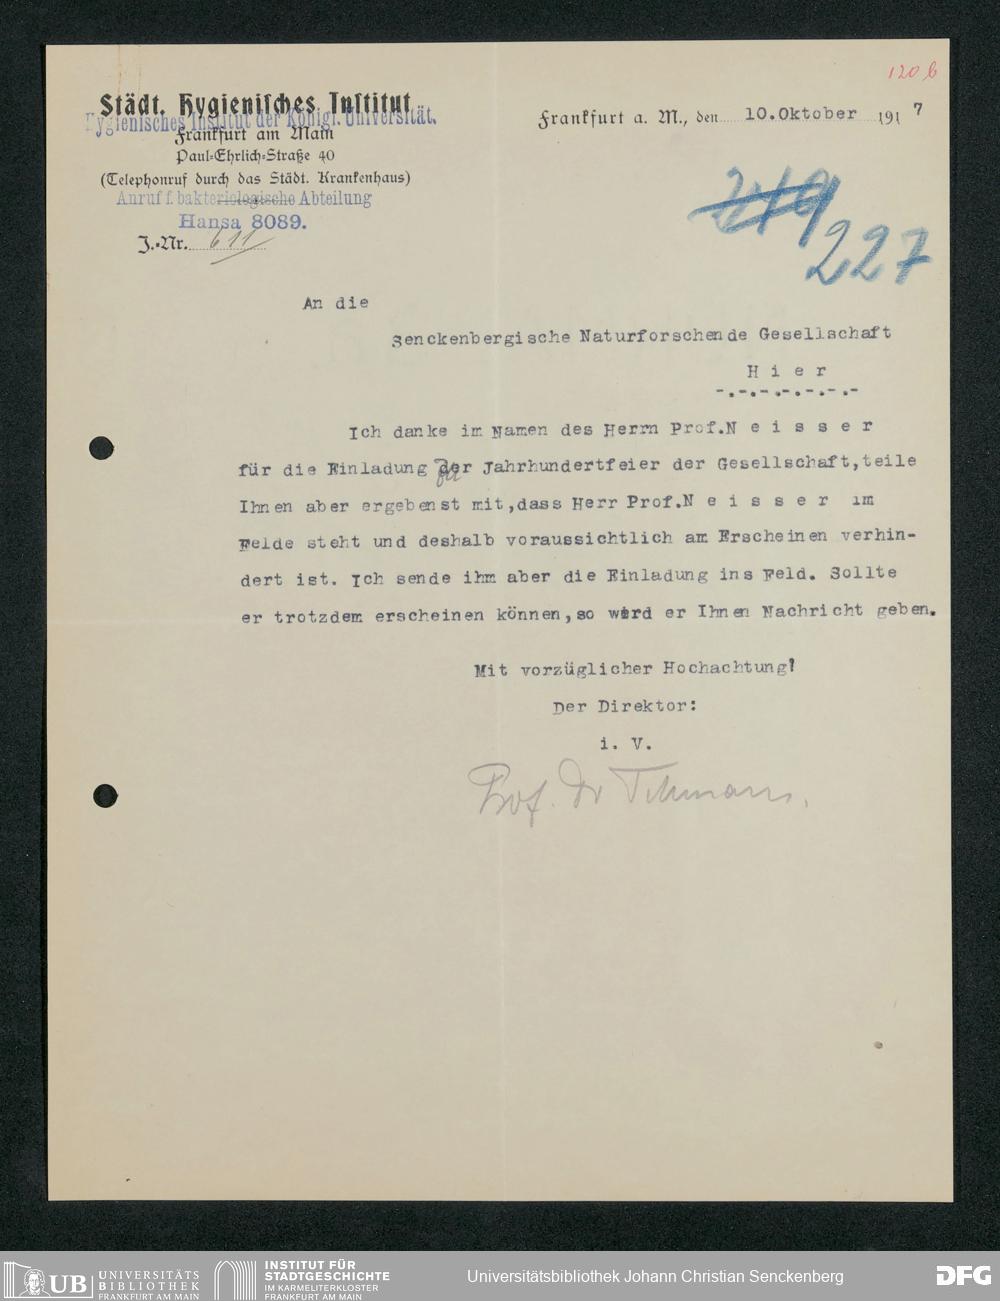 120 b
Städt. Hygienisches Institut
Hygienisches Institut der Königl. Universität.
Frankfurt am Main
Paul-Ehrlich-Straße 40
(Telephonruf durch das Städt. Krankenhaus)
Anruf f. bakteriologische Abteilung
Hansa 8089.
J.-Nr. 611
Frankfurt a. M., den 10.Oktober 1917
219
227
An die
Senckenbergische Naturforschende Gesellschaft
H i e r
-.-.-.-.-.-.-
Ich danke im Namen des Herrn Prof.N e i s s e r
für die Einladung der Jahrhundertfeier der Gesellschaft,teile
zur
Ihnen aber ergebenst mit,dass Herr Prof.N e i s s e r im
Felde steht und deshalb voraussichtlich am Erscheinen verhin-
dert ist. Ich sende ihm aber die Einladung ins Feld. Sollte
er trotzdem erscheinen können,so wird er Ihnen Nachricht geben.
Mit vorzüglicher Hochachtung!
Der Direktor:
i. V.
Prof. Dr
UB UNIVERSITÄTS
BIBLIOTHEK
FRANKFURT AM MAIN
INSTITUT FÜR
STADTGESCHICHTE
IM KARMELITERKLOSTER
FRANKFURT AM MAIN
Universitätsbibliothek Johann Christian Senckenberg
DFG